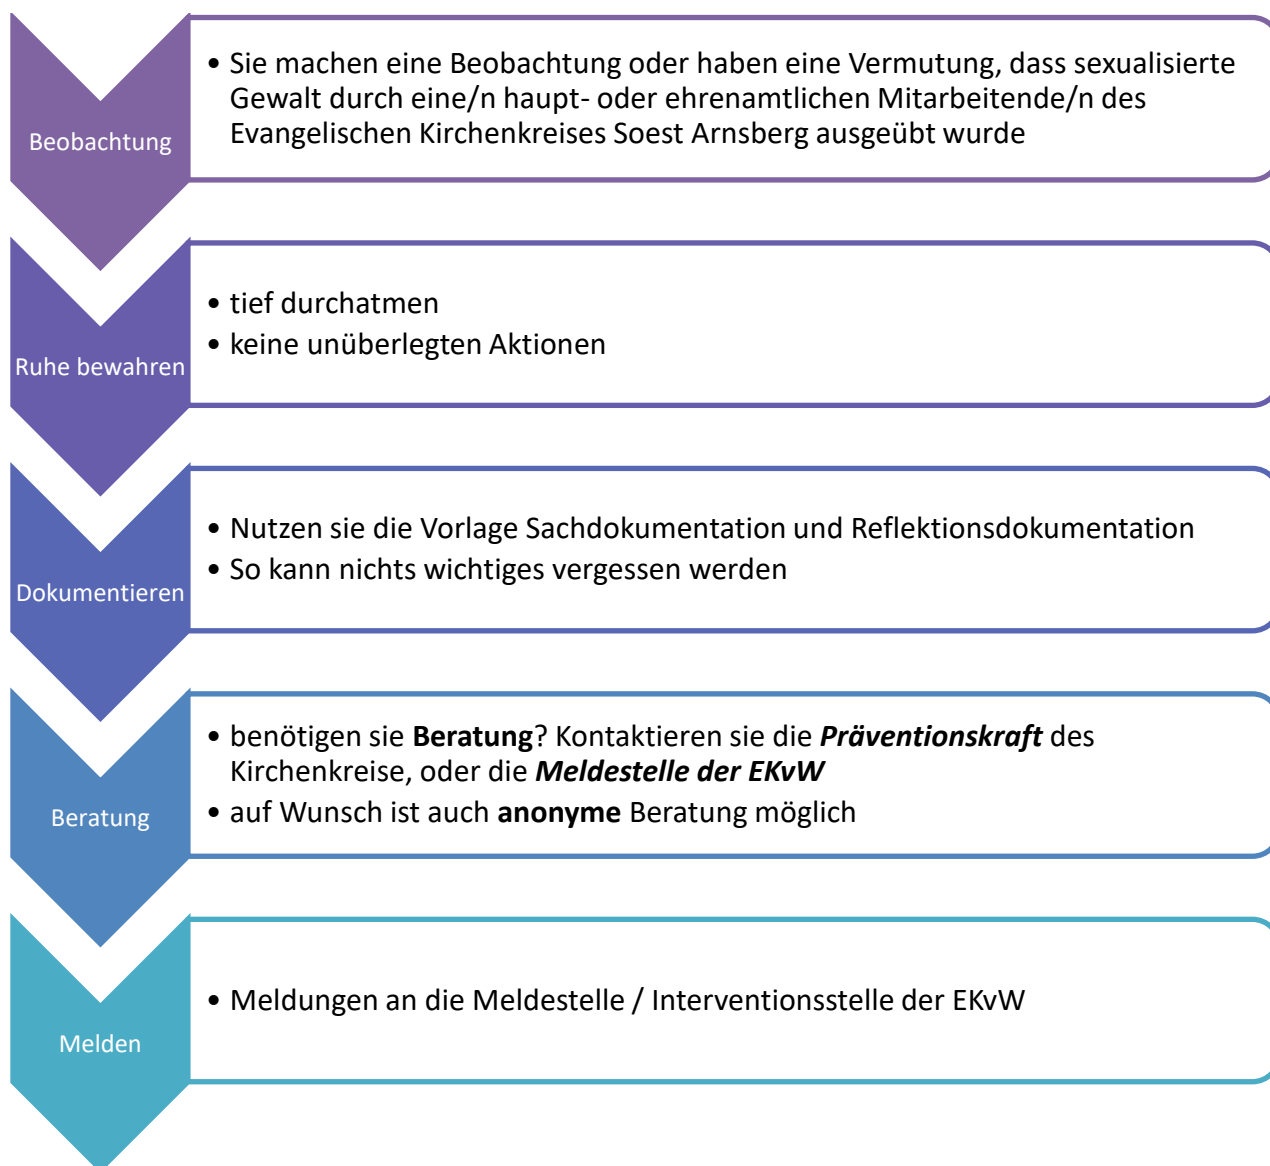 Beobachtung
• Sie machen eine Beobachtung oder haben eine Vermutung, dass sexualisierte
Gewalt durch eine/n haupt- oder ehrenamtlichen Mitarbeitende/n des
Evangelischen Kirchenkreises Soest Arnsberg ausgeübt wurde
Ruhe bewahren
• tief durchatmen
• keine unüberlegten Aktionen
Dokumentieren
• Nutzen sie die Vorlage Sachdokumentation und Reflektionsdokumentation
• So kann nichts wichtiges vergessen werden
Beratung
• benötigen sie Beratung? Kontaktieren sie die Präventionskraft des
Kirchenkreise, oder die Meldestelle der EKvW
• auf Wunsch ist auch anonyme Beratung möglich
Melden
• Meldungen an die Meldestelle / Interventionsstelle der EKvW